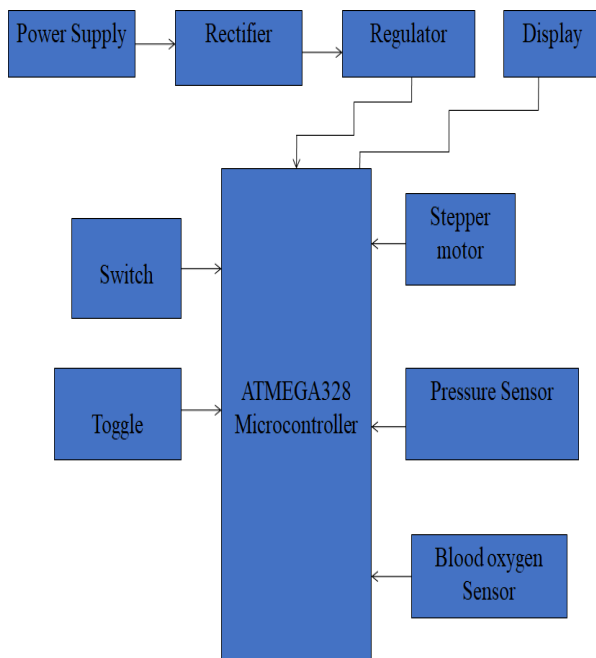 Power Supply
Rectifier
Regulator
Display
Stepper
motor
Switch
ATMEGA328
Microcontroller
Pressure Sensor
Toggle
Blood oxygen
Sensor